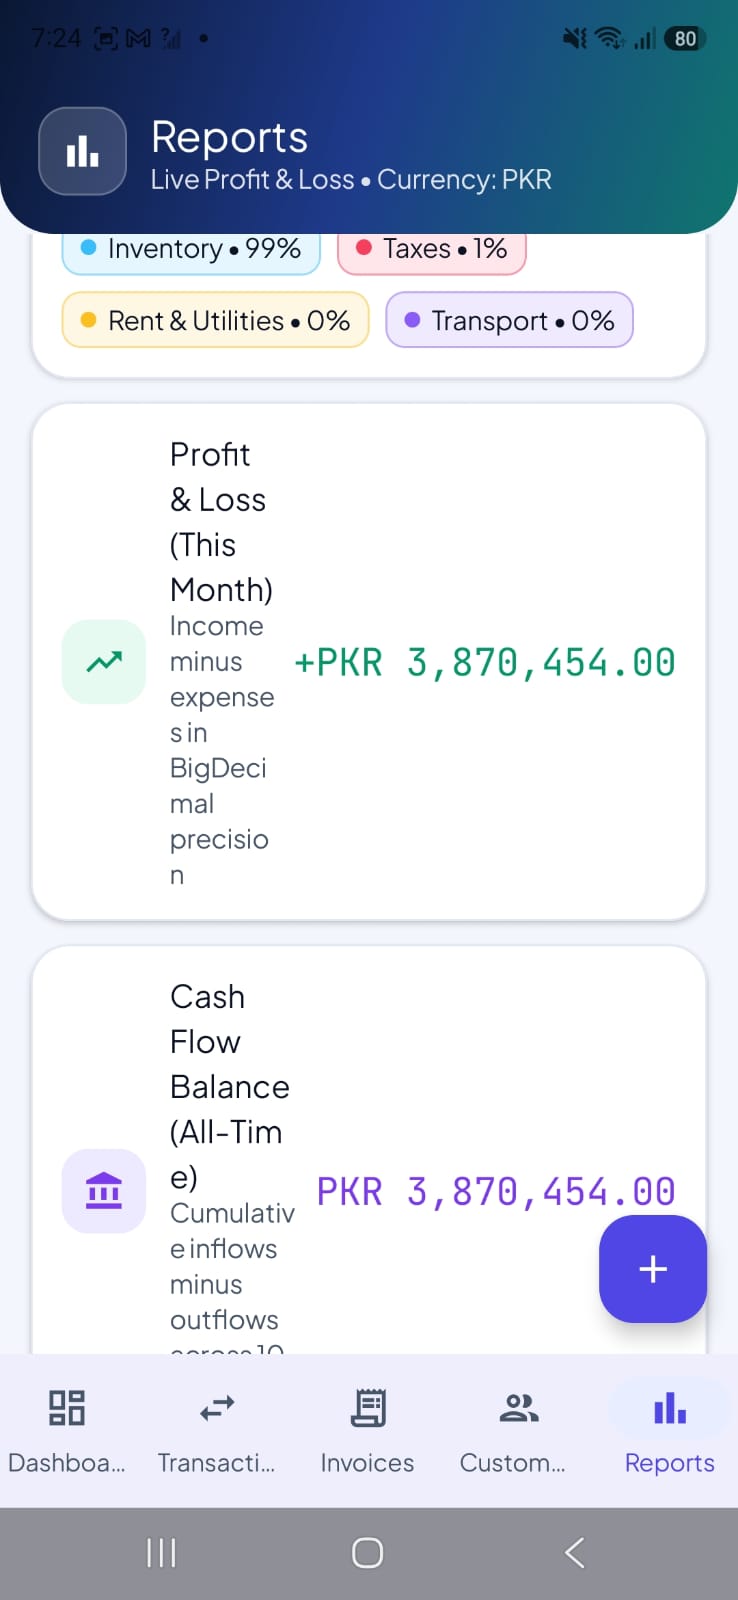 7:24
80
Reports
Live Profit & Loss • Currency: PKR
Inventory • 99%
Taxes • 1%
Rent & Utilities • 0%
Transport • 0%
Profit
& Loss
(This
Month)
Income
minus
expense
s in
BigDeci
mal
precisio
n
+PKR 3,870,454.00
Cash
Flow
Balance
(All-Tim
e)
Cumulativ
e inflows
minus
outflows
across 10
PKR 3,870,454.00
+
Dashboa...
Transacti...
Invoices
Custom...
Reports